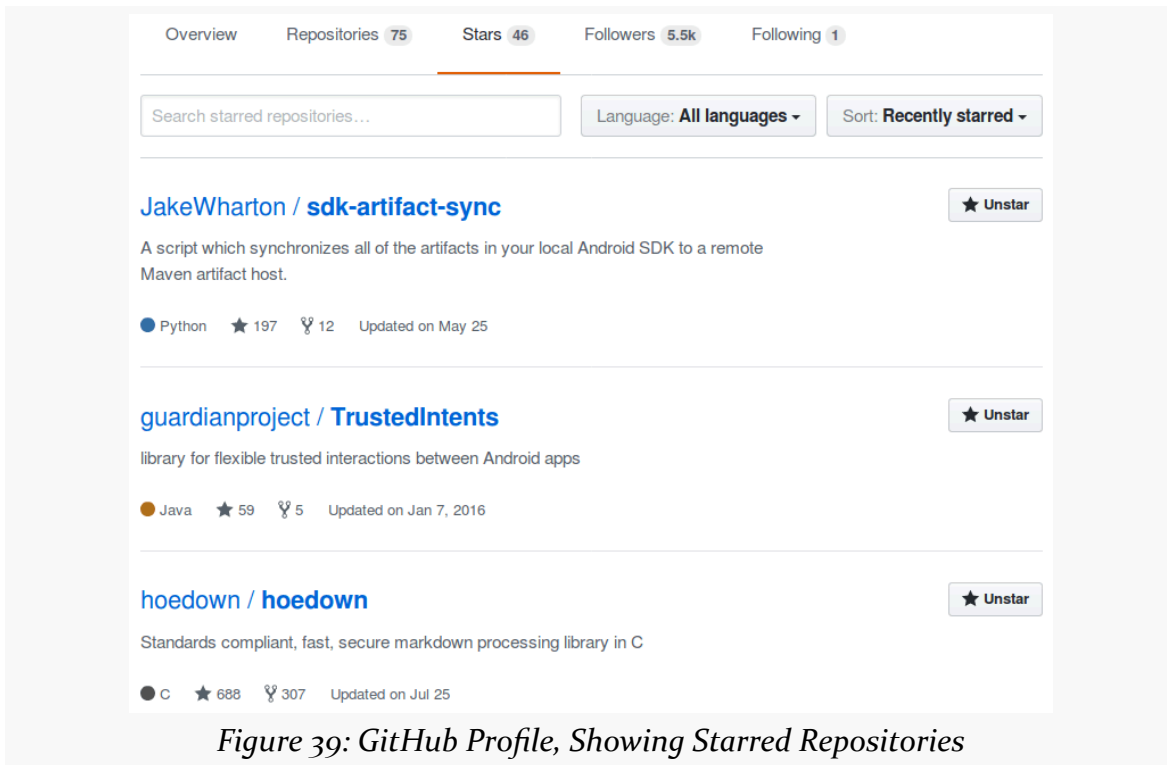 Overview Repositories 75 Stars 46 Followers 5.5k Following 1
Search starred repositories… Language: All languages Sort: Recently starred
JakeWharton / sdk-artifact-sync Unstar
A script which synchronizes all of the artifacts in your local Android SDK to a remote
Maven artifact host.
Python 197 12 Updated on May 25
guardianproject / TrustedIntents Unstar
library for flexible trusted interactions between Android apps
Java 59 5 Updated on Jan 7, 2016
hoedown / hoedown Unstar
Standards compliant, fast, secure markdown processing library in C
C 688 307 Updated on Jul 25
Figure 39: GitHub Profile, Showing Starred Repositories